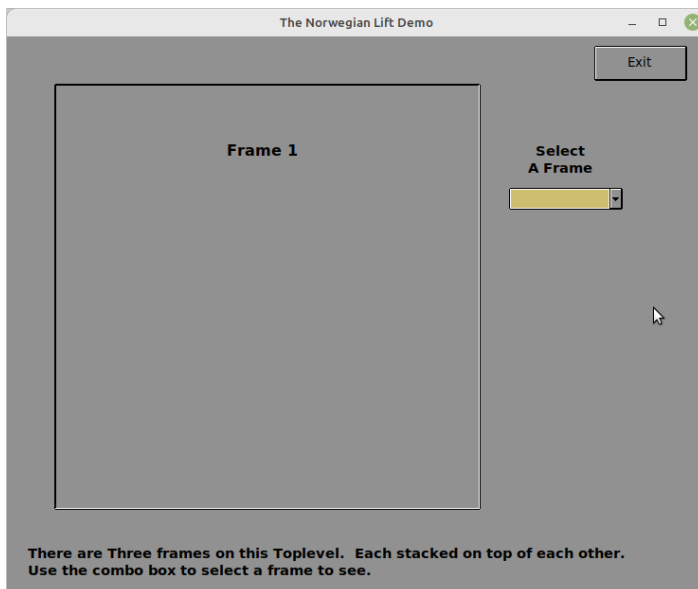 The Norwegian Lift Demo
Exit
Frame 1
Select
A Frame
There are Three frames on this Toplevel.  Each stacked on top of each other.
Use the combo box to select a frame to see.